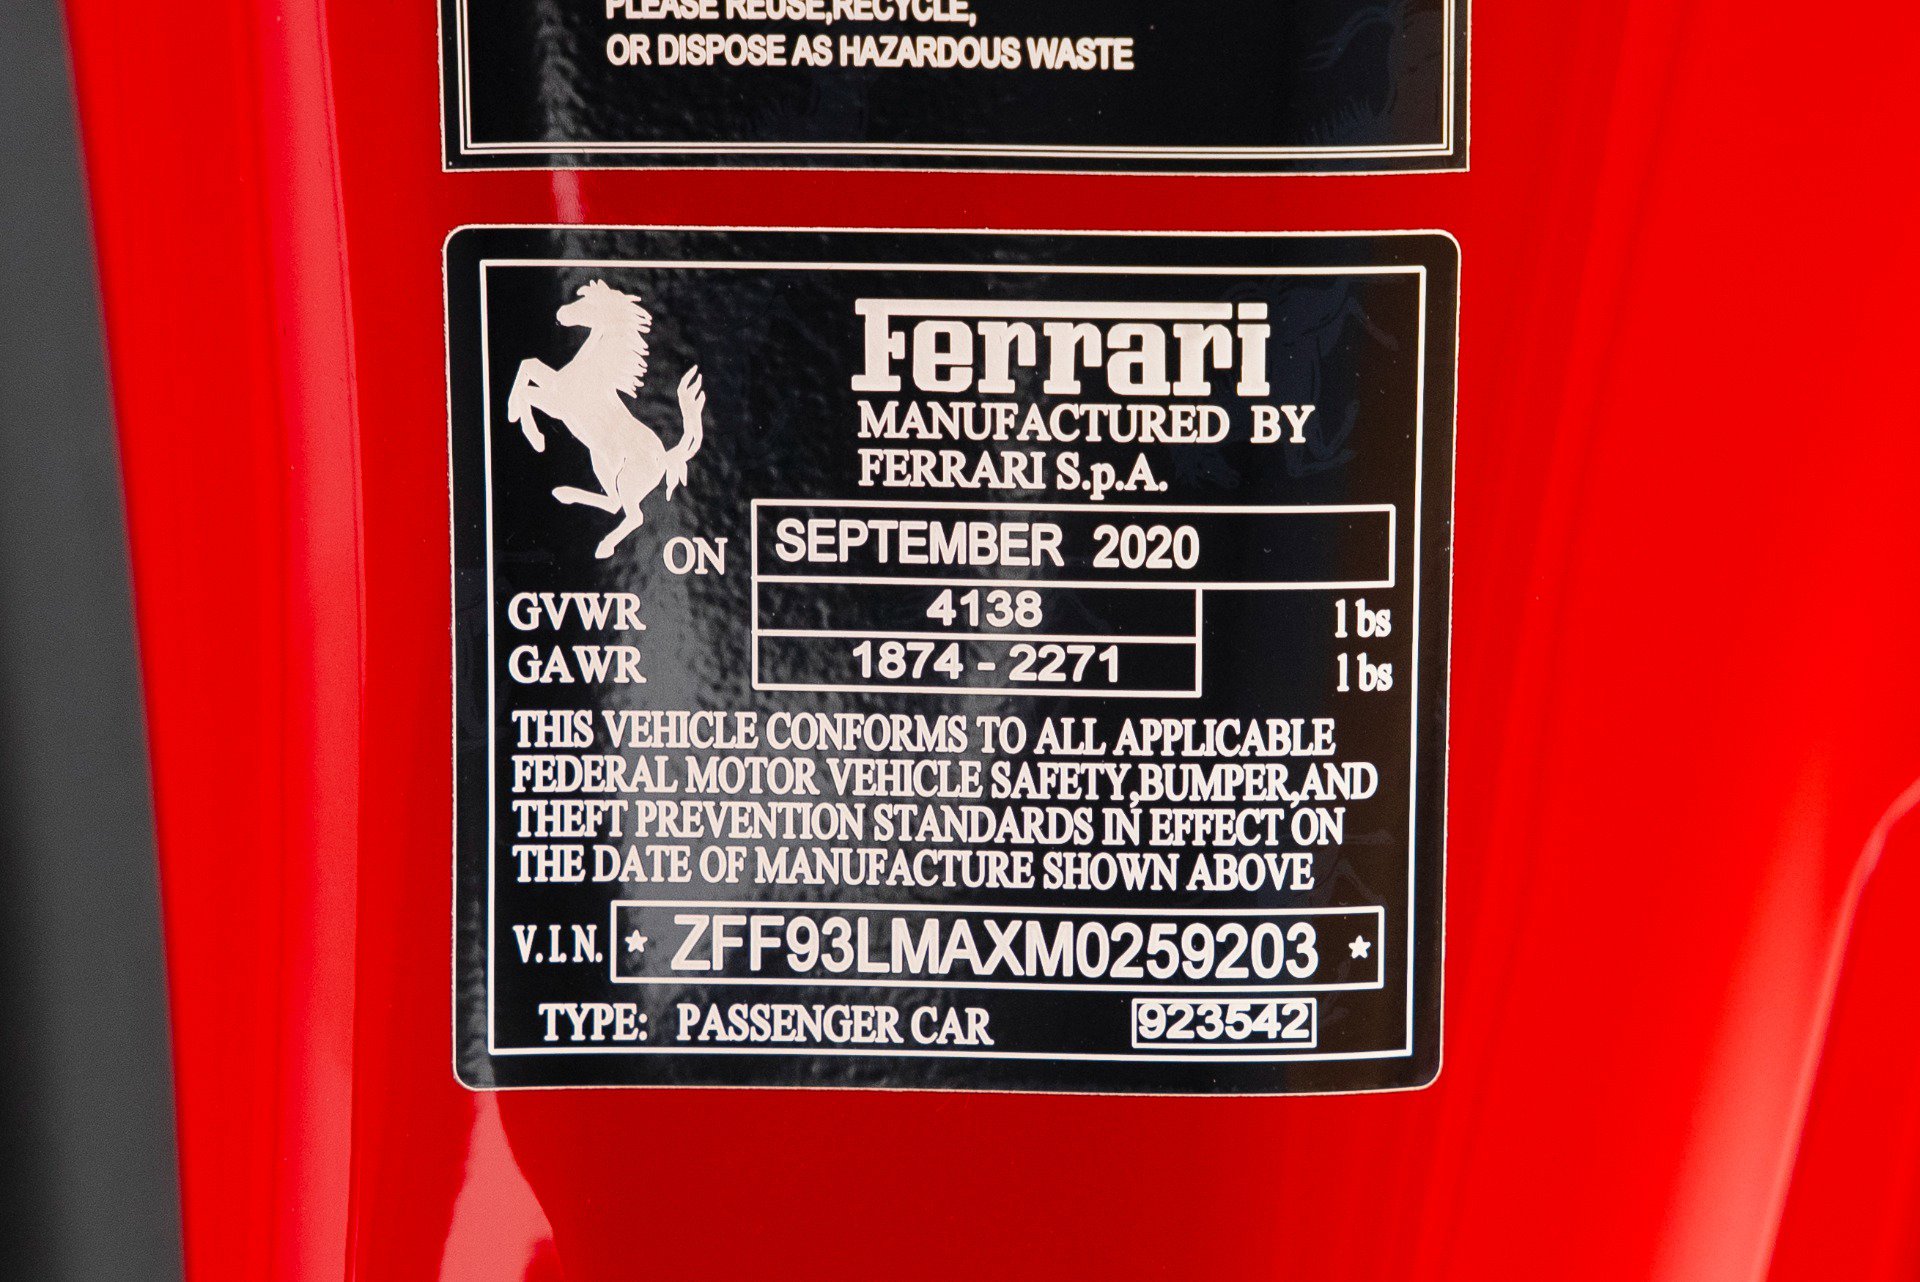 PLEASE REUSE,RECYCLE,
OR DISPOSE AS HAZARDOUS WASTE
Ferrari
MANUFACTURED BY
FERRARI S.p.A.
ON SEPTEMBER 2020
GVWR 4138 lbs
GAWR 1874 - 2271 lbs
THIS VEHICLE CONFORMS TO ALL APPLICABLE
FEDERAL MOTOR VEHICLE SAFETY,BUMPER,AND
THEFT PREVENTION STANDARDS IN EFFECT ON
THE DATE OF MANUFACTURE SHOWN ABOVE
V.I.N. * ZFF93LMAXM0259203 *
TYPE: PASSENGER CAR 923542